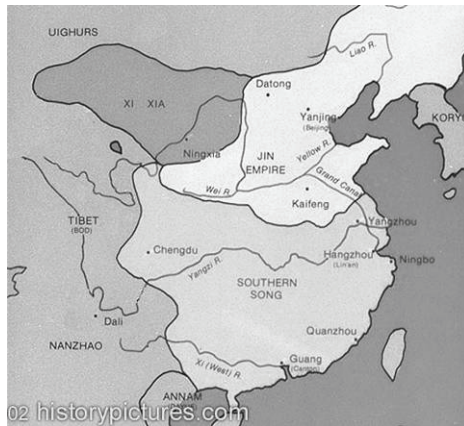 UIGHURS
Liao R.
Datong
XI XIA
Yanjing
(Beijing)
KORY
Ningxia
JIN
EMPIRE
Yellow R.
Grand Canal
Wei R.
Kaifeng
TIBET
(BOD)
Yangzhou
Chengdu
Hangzhou
(Lin'an)
Ningbo
Yangzi R.
SOUTHERN
SONG
Dali
Quanzhou
NANZHAO
Guang
(Canton)
Xi (West) R.
ANNAM
02 historypictures.com